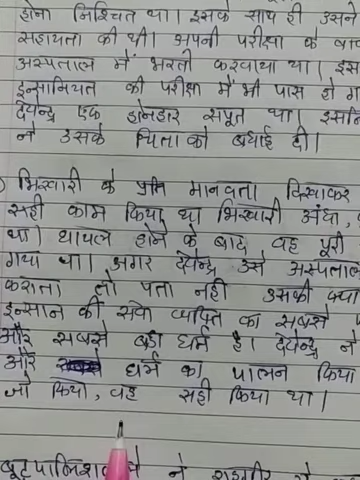 होना निश्चित था। इसके साथ ही उसने
सहायता की थी। अपनी परीक्षा के बाद
अस्पताल में भरती करवाया था। इस
इन्सानियत की परीक्षा में भी पास हो ग
देवेन्द्र एक होनहार सपूत था। इसलि
ने उसके पिता को बधाई दी।
भिखारी के प्रति मानवता दिखाकर
सही काम किया था भिखारी अंधा,
था। घायल होने के बाद वह पूरी
गया था। अगर देवेन्द्र उसे अस्पताल
कराता तो पता नहीं उसकी क्या
इन्सान की सेवा व्यक्ति का सबसे
और सबसे बड़ा धर्म है। देवेन्द्र ने
और धर्म का पालन किया
जो किया, वह सही किया था।
ने